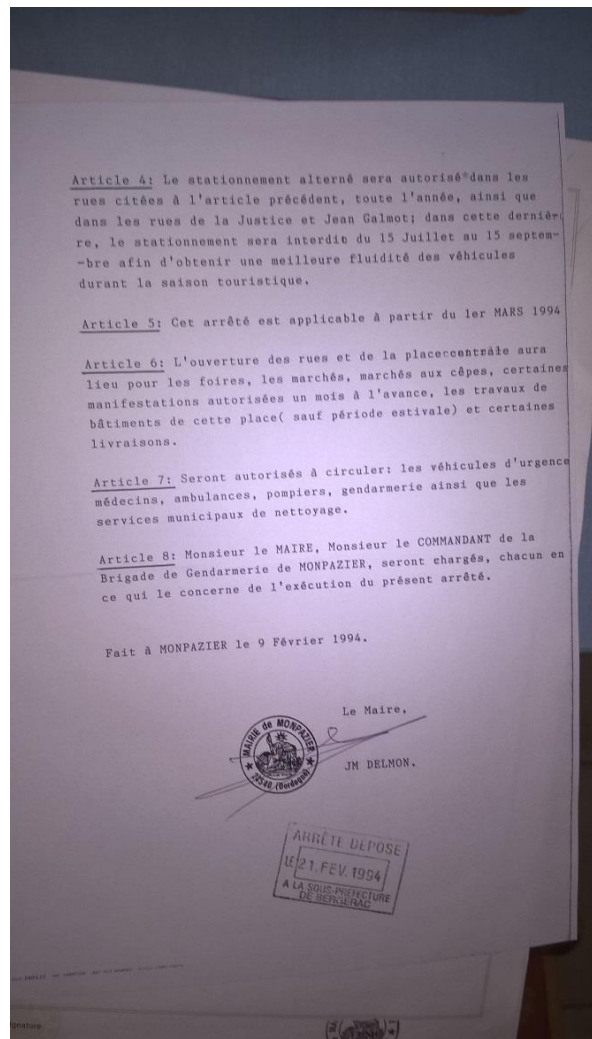 Article 4: Le stationnement alterné sera autorisé dans les
rues citées à l'article précédent, toute l'année, ainsi que
dans les rues de la Justice et Jean Galmot; dans cette derniè-
re, le stationnement sera interdit du 15 Juillet au 15 septem-
-bre afin d'obtenir une meilleure fluidité des véhicules
durant la saison touristique.
Article 5: Cet arrêté est applicable à partir du 1er MARS 1994
Article 6: L'ouverture des rues et de la place centrale aura
lieu pour les foires, les marchés, marchés aux cêpes, certaines
manifestations autorisées un mois à l'avance, les travaux de
bâtiments de cette place( sauf période estivale) et certaines
livraisons.
Article 7: Seront autorisés à circuler: les véhicules d'urgence
médecins, ambulances, pompiers, gendarmerie ainsi que les
services municipaux de nettoyage.
Article 8: Monsieur le MAIRE, Monsieur le COMMANDANT de la
Brigade de Gendarmerie de MONPAZIER, seront chargés, chacun en
ce qui le concerne de l'exécution du présent arrêté.
Fait à MONPAZIER le 9 Février 1994.
Le Maire,
MAIRIE de MONPAZIER
24540 (Dordogne)
JM DELMON.
ARRÊTÉ DEPOSE
LE 21. FEV. 1994
A LA SOUS-PREFECTURE
DE BERGERAC
signature